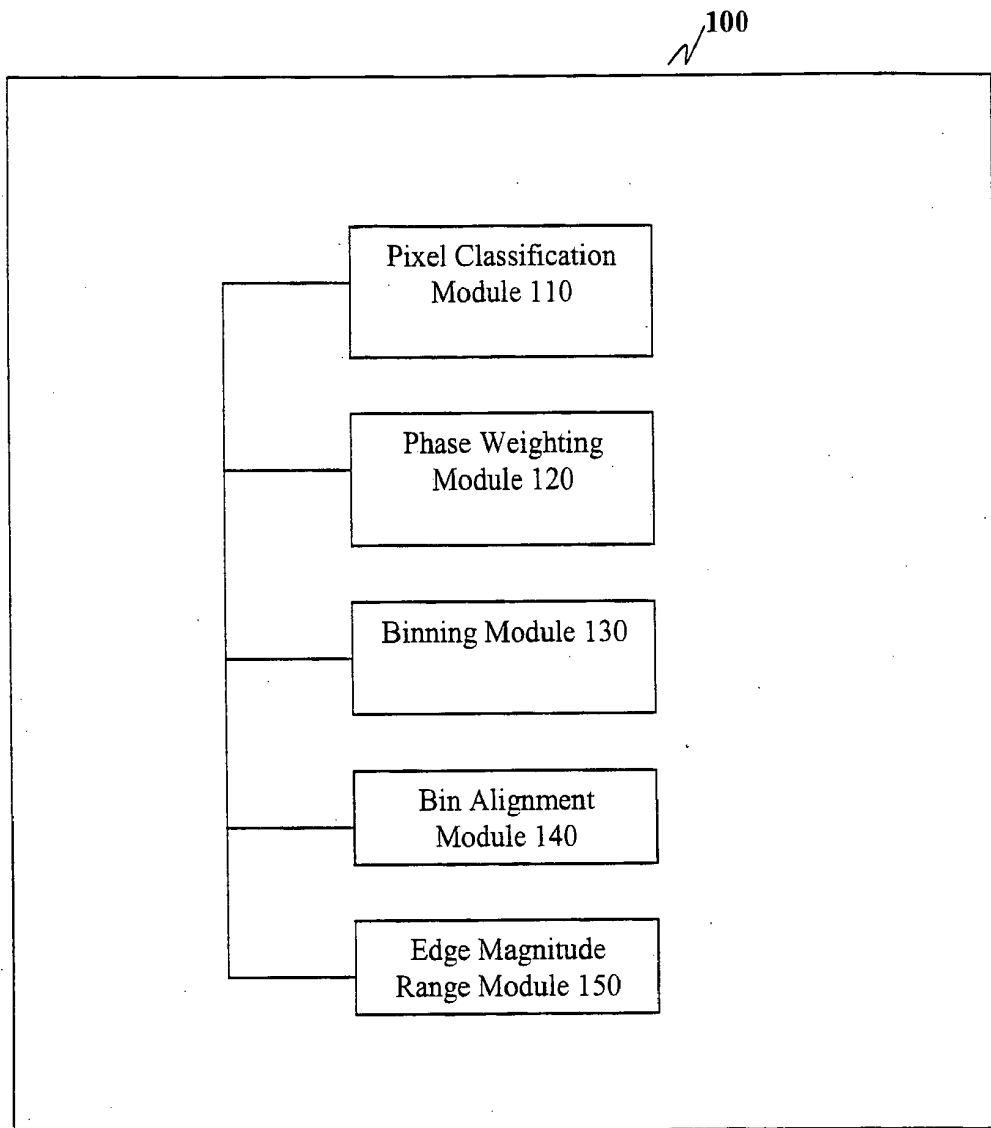 100
Pixel Classification
Module 110
Phase Weighting
Module 120
Binning Module 130
Bin Alignment
Module 140
Edge Magnitude
Range Module 150